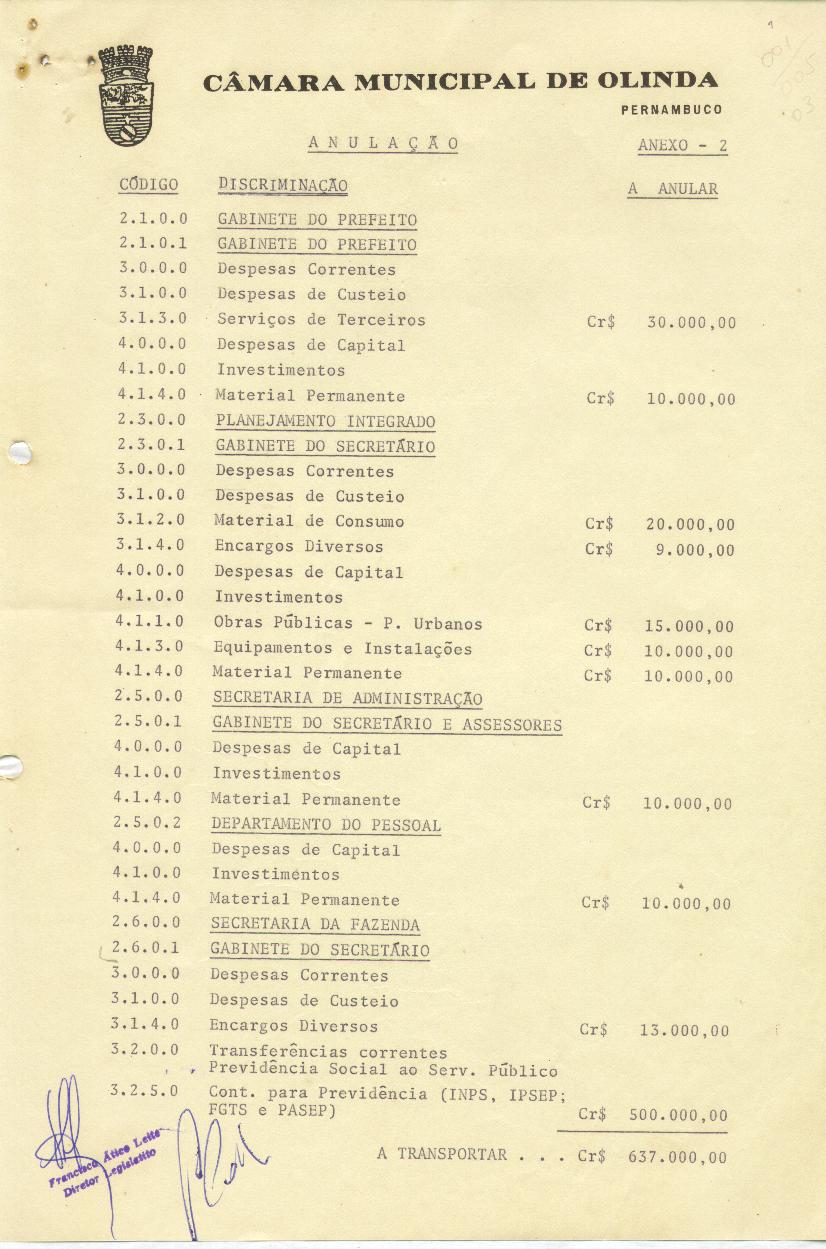 CÂMARA MUNICIPAL DE OLINDA
PERNAMBUCO
001/
005
03
ANULAÇÃO ANEXO - 2
CÓDIGO DISCRIMINAÇÃO A ANULAR
2.1.0.0 GABINETE DO PREFEITO
2.1.0.1 GABINETE DO PREFEITO
3.0.0.0 Despesas Correntes
3.1.0.0 Despesas de Custeio
3.1.3.0 Serviços de Terceiros Cr$ 30.000,00
4.0.0.0 Despesas de Capital
4.1.0.0 Investimentos
4.1.4.0 Material Permanente Cr$ 10.000,00
2.3.0.0 PLANEJAMENTO INTEGRADO
2.3.0.1 GABINETE DO SECRETÁRIO
3.0.0.0 Despesas Correntes
3.1.0.0 Despesas de Custeio
3.1.2.0 Material de Consumo Cr$ 20.000,00
3.1.4.0 Encargos Diversos Cr$ 9.000,00
4.0.0.0 Despesas de Capital
4.1.0.0 Investimentos
4.1.1.0 Obras Públicas - P. Urbanos Cr$ 15.000,00
4.1.3.0 Equipamentos e Instalações Cr$ 10.000,00
4.1.4.0 Material Permanente Cr$ 10.000,00
2.5.0.0 SECRETARIA DE ADMINISTRAÇÃO
2.5.0.1 GABINETE DO SECRETÁRIO E ASSESSORES
4.0.0.0 Despesas de Capital
4.1.0.0 Investimentos
4.1.4.0 Material Permanente Cr$ 10.000,00
2.5.0.2 DEPARTAMENTO DO PESSOAL
4.0.0.0 Despesas de Capital
4.1.0.0 Investimentos
4.1.4.0 Material Permanente Cr$ 10.000,00
2.6.0.0 SECRETARIA DA FAZENDA
2.6.0.1 GABINETE DO SECRETÁRIO
3.0.0.0 Despesas Correntes
3.1.0.0 Despesas de Custeio
3.1.4.0 Encargos Diversos Cr$ 13.000,00
3.2.0.0 Transferências correntes
Previdência Social ao Serv. Público
3.2.5.0 Cont. para Previdência (INPS, IPSEP;
FGTS e PASEP) Cr$ 500.000,00
A TRANSPORTAR . . . Cr$ 637.000,00
Francisco Ático Leite
Diretor Legislativo